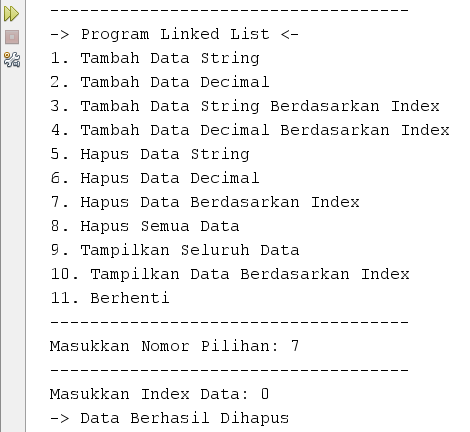 ------------------------------------
-> Program Linked List <-
1. Tambah Data String
2. Tambah Data Decimal
3. Tambah Data String Berdasarkan Index
4. Tambah Data Decimal Berdasarkan Index
5. Hapus Data String
6. Hapus Data Decimal
7. Hapus Data Berdasarkan Index
8. Hapus Semua Data
9. Tampilkan Seluruh Data
10. Tampilkan Data Berdasarkan Index
11. Berhenti
------------------------------------
Masukkan Nomor Pilihan: 7
------------------------------------
Masukkan Index Data: 0
-> Data Berhasil Dihapus